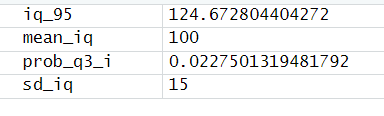 iq_95 124.672804404272
mean_iq 100
prob_q3_i 0.0227501319481792
sd_iq 15